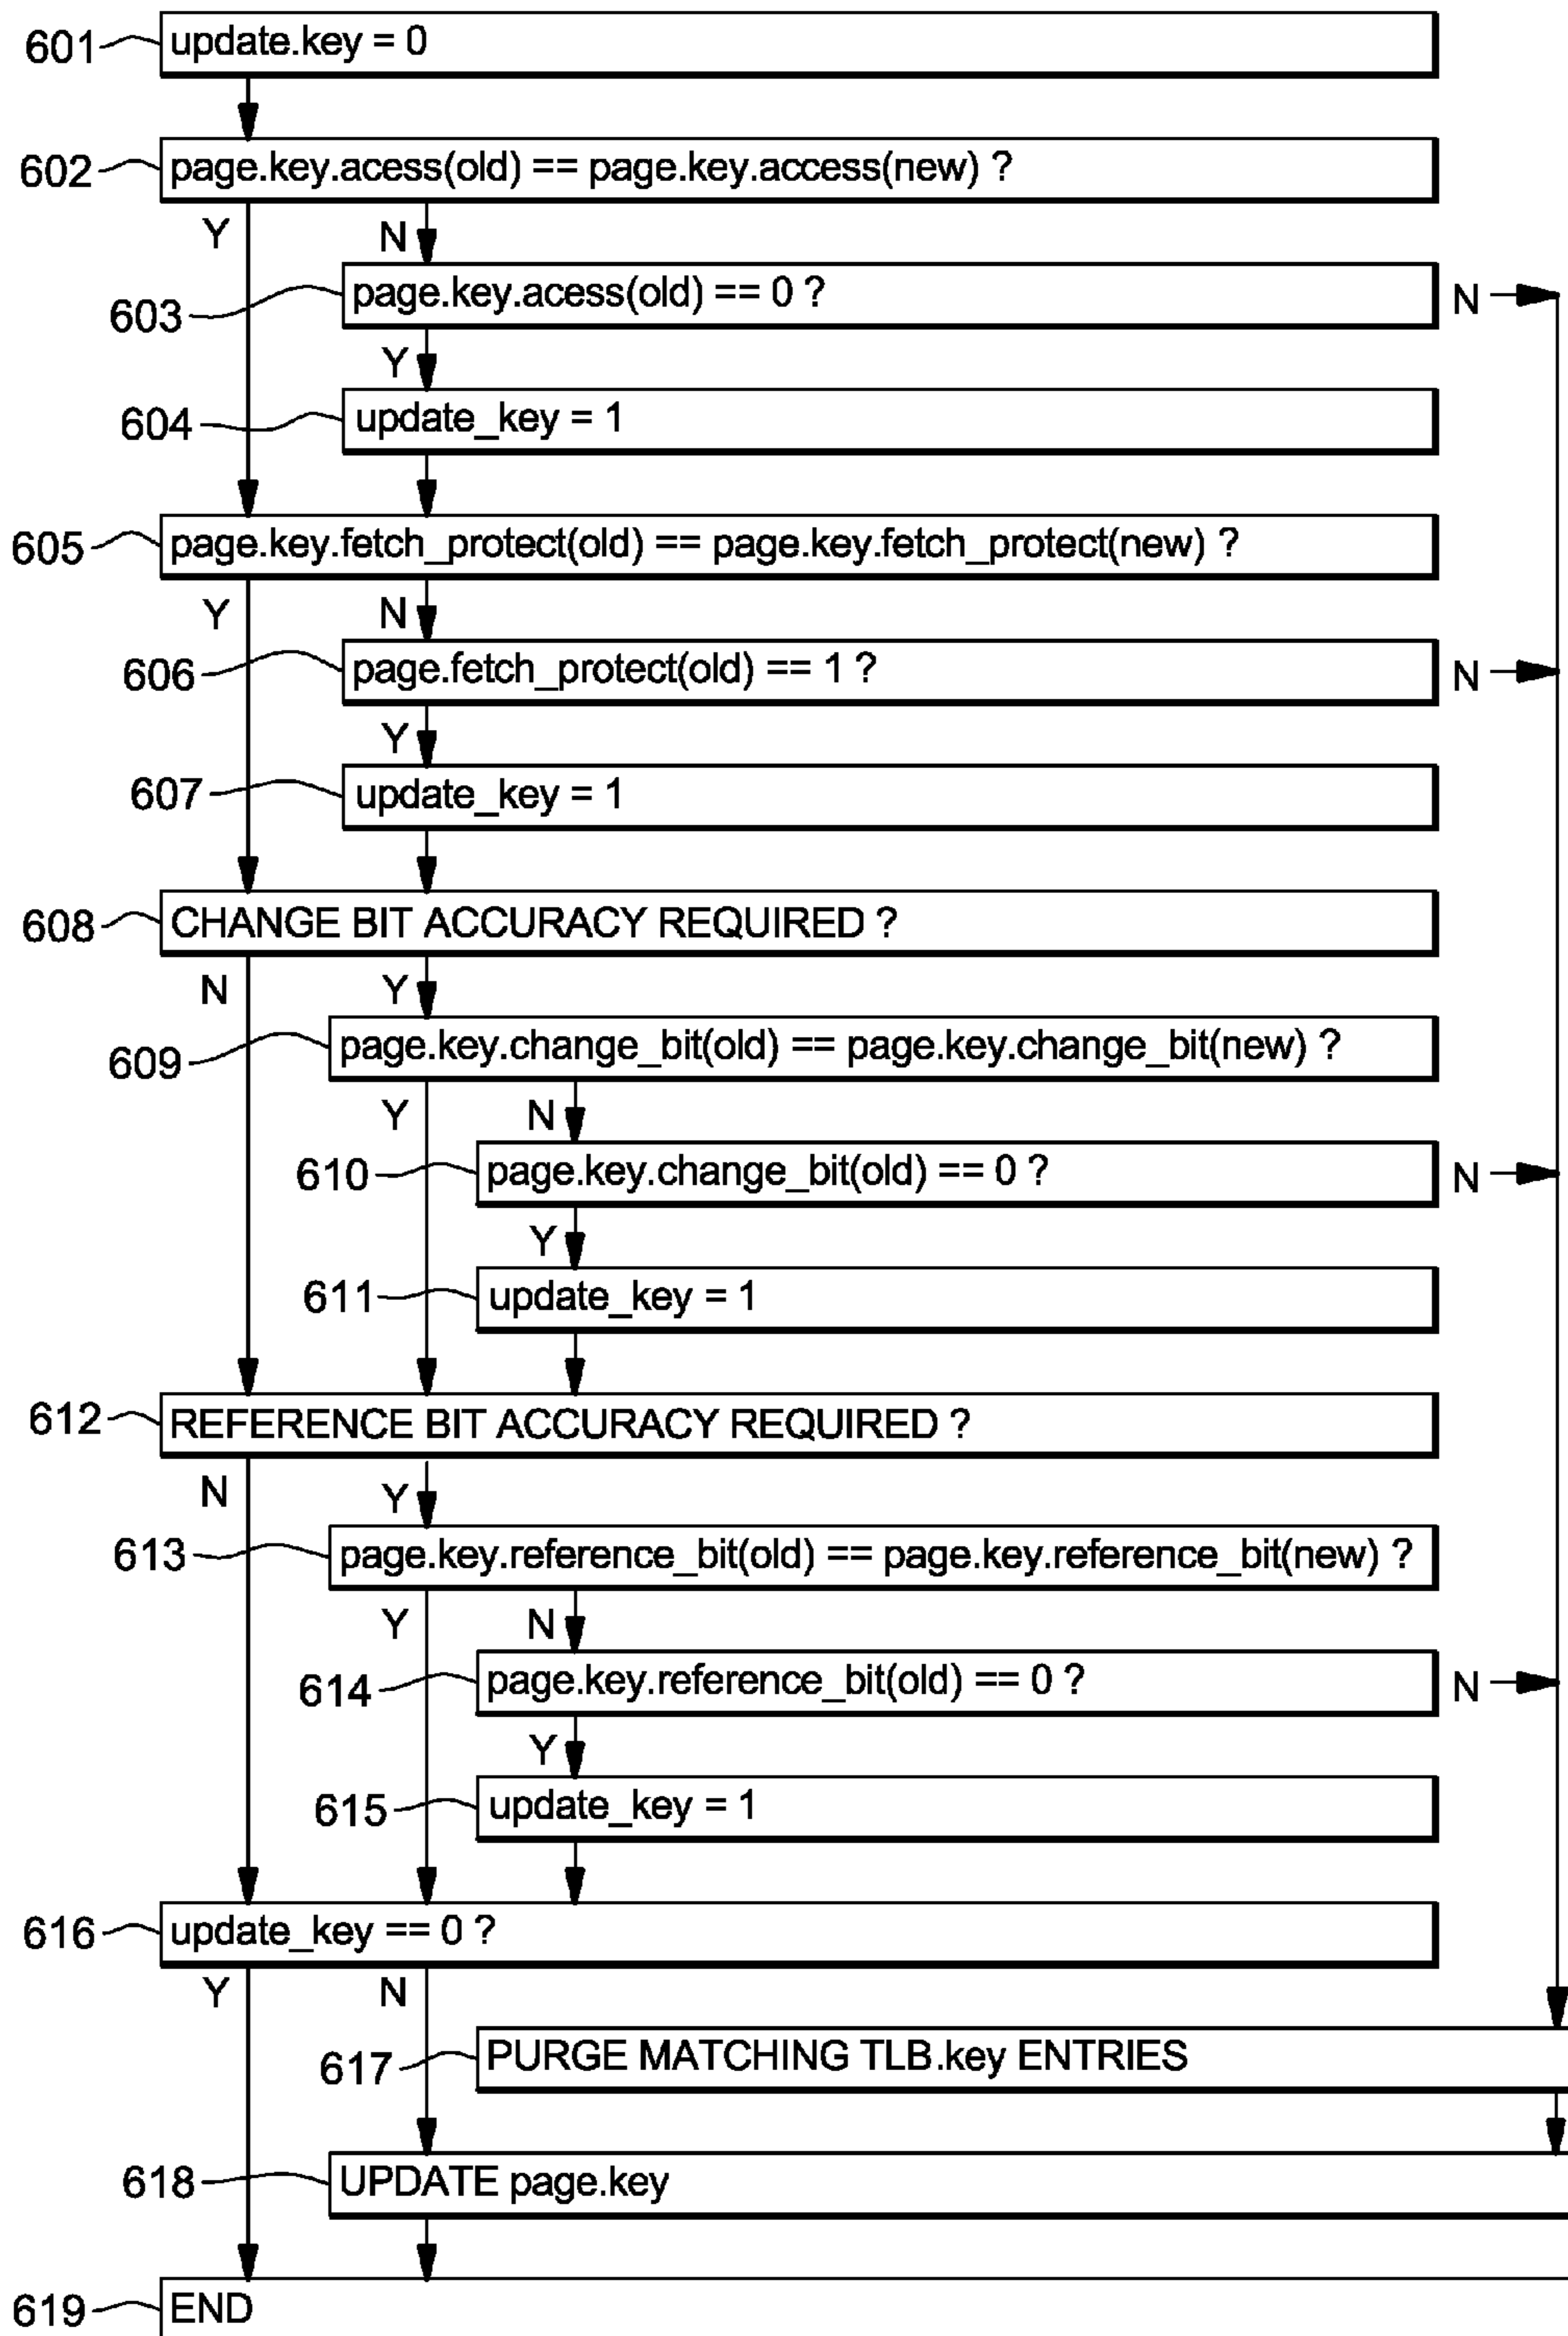 601 update.key = 0
602 page.key.acess(old) == page.key.access(new) ?
Y N
603 page.key.acess(old) == 0 ? N
Y
604 update_key = 1
605 page.key.fetch_protect(old) == page.key.fetch_protect(new) ?
Y N
606 page.fetch_protect(old) == 1 ? N
Y
607 update_key = 1
608 CHANGE BIT ACCURACY REQUIRED ?
N Y
609 page.key.change_bit(old) == page.key.change_bit(new) ?
Y N
610 page.key.change_bit(old) == 0 ? N
Y
611 update_key = 1
612 REFERENCE BIT ACCURACY REQUIRED ?
N Y
613 page.key.reference_bit(old) == page.key.reference_bit(new) ?
Y N
614 page.key.reference_bit(old) == 0 ? N
Y
615 update_key = 1
616 update_key == 0 ?
Y N
617 PURGE MATCHING TLB.key ENTRIES
618 UPDATE page.key
619 END